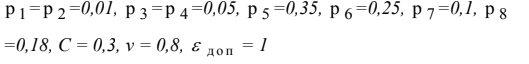 p 1 = p 2 =0,01, p 3 = p 4 =0,05, p 5 =0,35, p 6 =0,25, p 7 =0,1, p 8
=0,18, C = 0,3, v = 0,8, ε доп = 1